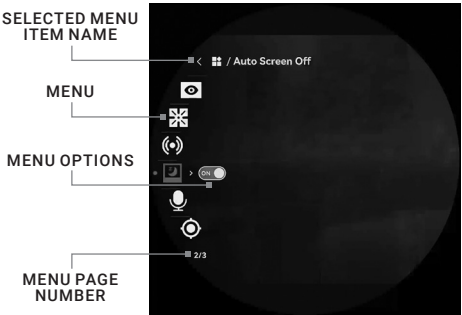 SELECTED MENU
ITEM NAME
/ Auto Screen Off
MENU
MENU OPTIONS
ON
2/3
MENU PAGE
NUMBER